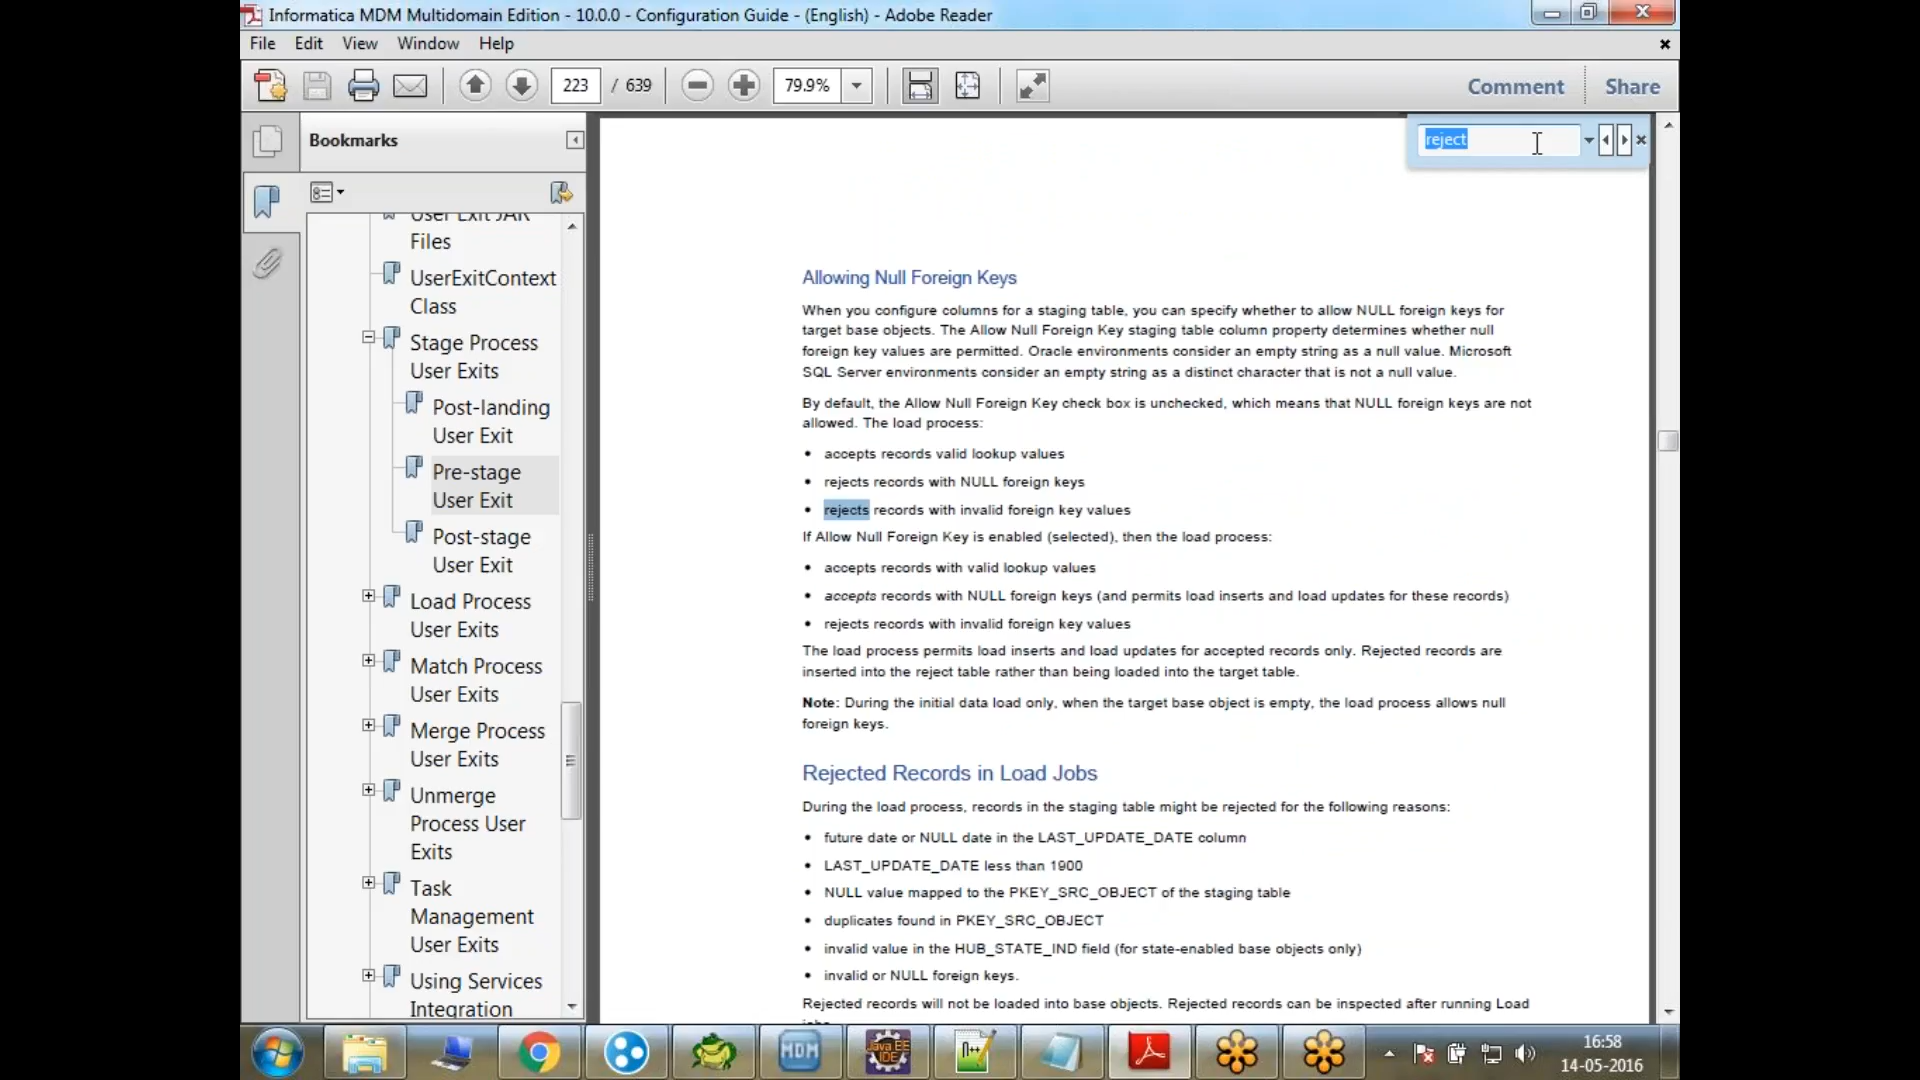 Informatica MDM Multidomain Edition - 10.0.0 - Configuration Guide - (English) - Adobe Reader
File Edit View Window Help
223 / 639 79.9% Comment Share
Bookmarks
reject
User Exit JAR
Files
UserExitContext
Class
Stage Process
User Exits
Post-landing
User Exit
Pre-stage
User Exit
Post-stage
User Exit
Load Process
User Exits
Match Process
User Exits
Merge Process
User Exits
Unmerge
Process User
Exits
Task
Management
User Exits
Using Services
Integration
Allowing Null Foreign Keys
When you configure columns for a staging table, you can specify whether to allow NULL foreign keys for
target base objects. The Allow Null Foreign Key staging table column property determines whether null
foreign key values are permitted. Oracle environments consider an empty string as a null value. Microsoft
SQL Server environments consider an empty string as a distinct character that is not a null value.
By default, the Allow Null Foreign Key check box is unchecked, which means that NULL foreign keys are not
allowed. The load process:
• accepts records valid lookup values
• rejects records with NULL foreign keys
• rejects records with invalid foreign key values
If Allow Null Foreign Key is enabled (selected), then the load process:
• accepts records with valid lookup values
• accepts records with NULL foreign keys (and permits load inserts and load updates for these records)
• rejects records with invalid foreign key values
The load process permits load inserts and load updates for accepted records only. Rejected records are
inserted into the reject table rather than being loaded into the target table.
Note: During the initial data load only, when the target base object is empty, the load process allows null
foreign keys.
Rejected Records in Load Jobs
During the load process, records in the staging table might be rejected for the following reasons:
• future date or NULL date in the LAST_UPDATE_DATE column
• LAST_UPDATE_DATE less than 1900
• NULL value mapped to the PKEY_SRC_OBJECT of the staging table
• duplicates found in PKEY_SRC_OBJECT
• invalid value in the HUB_STATE_IND field (for state-enabled base objects only)
• invalid or NULL foreign keys.
Rejected records will not be loaded into base objects. Rejected records can be inspected after running Load
MDM
Java EE
IDE
n++
16:58
14-05-2016